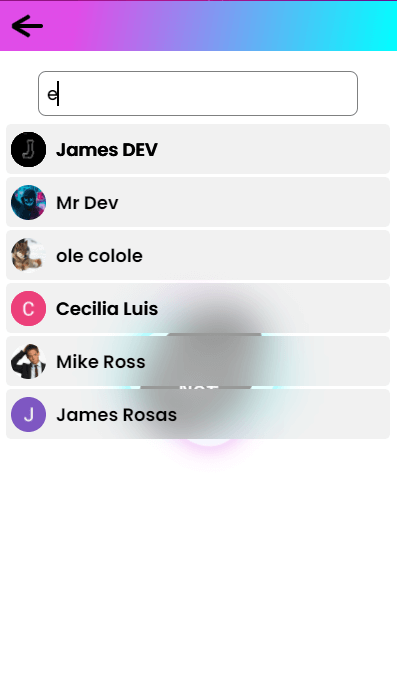 e
James DEV
Mr Dev
ole colole
Cecilia Luis
Mike Ross
C
James Rosas
J